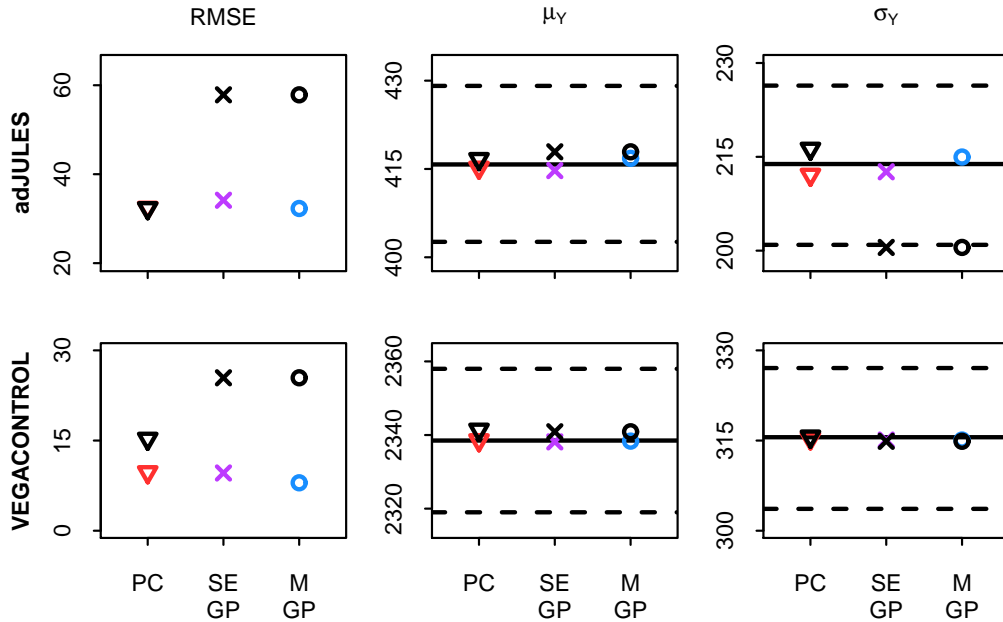 RMSE
μY
σY
adJULES
20 40 60
400 415 430
200 215 230
VEGACONTROL
0 15 30
2320 2340 2360
300 315 330
PC SE M PC SE M PC SE M
GP GP GP GP GP GP